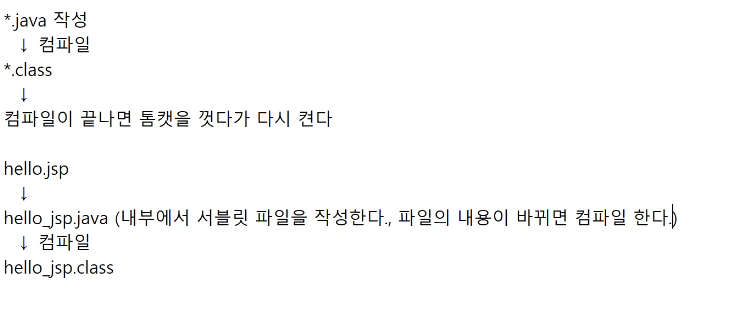 *.java 작성
↓ 컴파일
*.class
↓
컴파일이 끝나면 톰캣을 껏다가 다시 켠다
hello.jsp
↓
hello_jsp.java (내부에서 서블릿 파일을 작성한다., 파일의 내용이 바뀌면 컴파일 한다.)
↓ 컴파일
hello_jsp.class